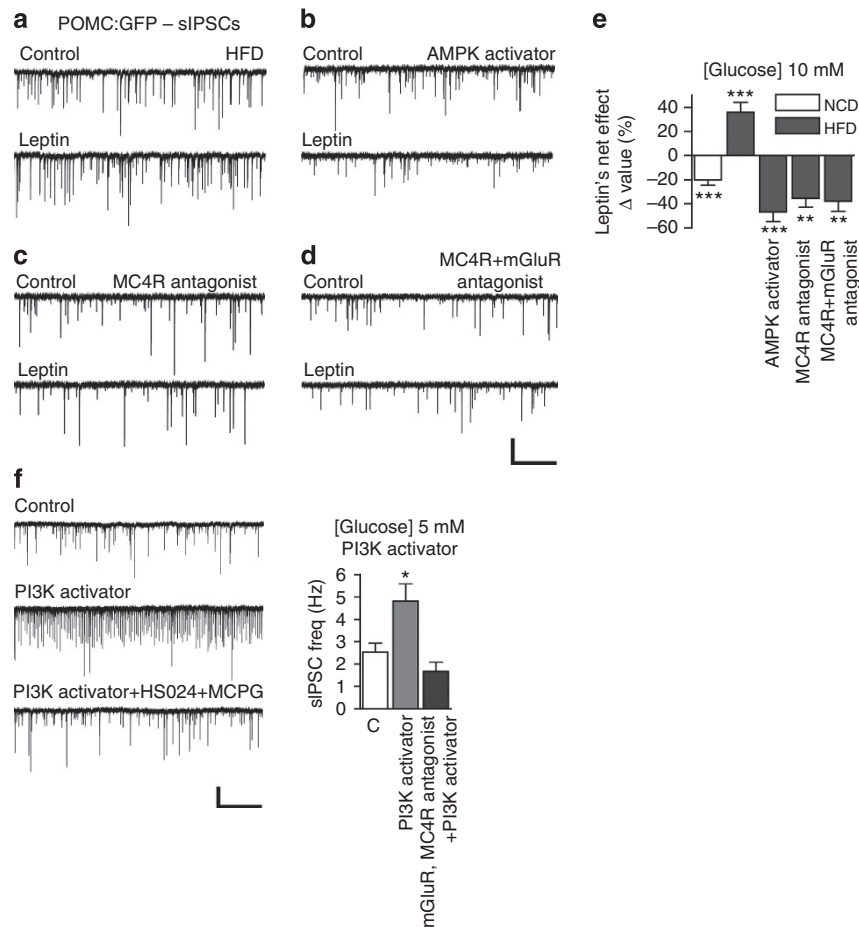 a
POMC:GFP – sIPSCs
Control
HFD
Leptin
b
Control
AMPK activator
Leptin
c
Control
MC4R antagonist
Leptin
d
Control
MC4R+mGluR
antagonist
Leptin
e
[Glucose] 10 mM
NCD
HFD
Leptin's net effect
Δ value (%)
40
20
0
–20
–40
–60
***
***
***
**
**
AMPK activator
MC4R antagonist
MC4R+mGluR
antagonist
f
Control
PI3K activator
PI3K activator+HS024+MCPG
[Glucose] 5 mM
PI3K activator
sIPSC freq (Hz)
6
5
4
3
2
1
0
*
C
PI3K activator
mGluR, MC4R antagonist
+PI3K activator